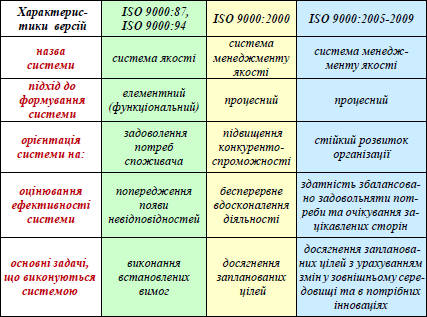 Характерис-
тики версій
ISO 9000:87,
ISO 9000:94
ISO 9000:2000
ISO 9000:2005-2009
назва
системи
система якості
система
менеджменту
якості
система менедж-
менту якості
підхід до
формування
системи
елементний
(функціональний)
процесний
процесний
орієнтація
системи на:
задоволення
потреб
споживача
підвищення
конкуренто-
спроможності
стійкий розвиток
організації
оцінювання
ефективності
системи
попередження
появи
невідповідностей
бесперервне
вдосконалення
діяльності
здатність збалансова-
но задовольняти пот-
реби та очікування за-
цікавлених сторін
основні задачі,
що виконуються
системою
виконання
встановлених
вимог
досягнення
запланованих
цілей
досягнення запланова-
них цілей з урахуванням
змін у зовнішньому сере-
довищі та в потрібних
інноваціях